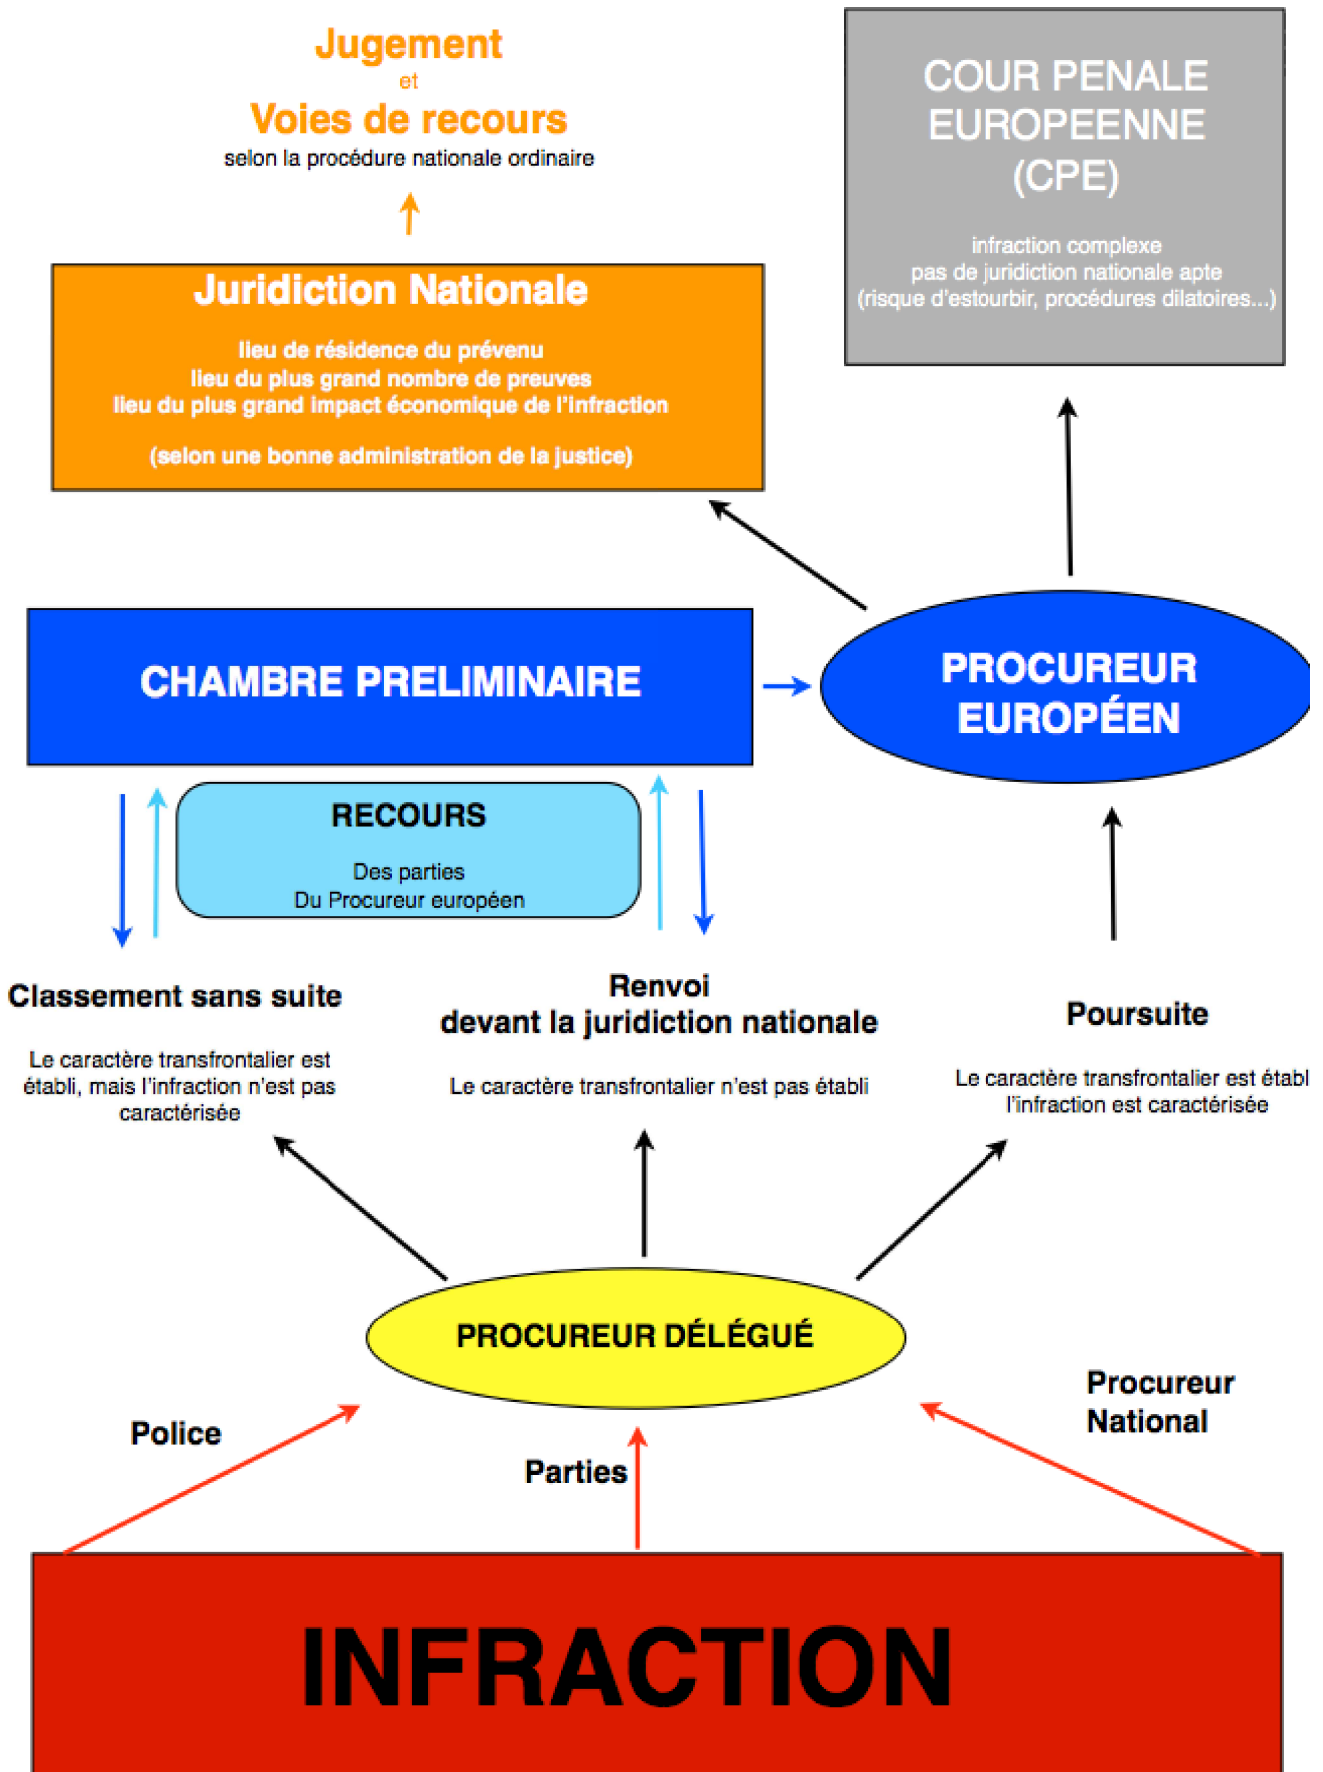 Jugement
et
Voies de recours
selon la procédure nationale ordinaire
COUR PENALE
EUROPEENNE
(CPE)
infraction complexe
pas de juridiction nationale apte
(risque d'estourbir, procédures dilatoires...)
Juridiction Nationale
lieu de résidence du prévenu
lieu du plus grand nombre de preuves
lieu du plus grand impact économique de l'infraction
(selon une bonne administration de la justice)
CHAMBRE PRELIMINAIRE
PROCUREUR
EUROPÉEN
RECOURS
Des parties
Du Procureur européen
Classement sans suite
Le caractère transfrontalier est
établi, mais l'infraction n'est pas
caractérisée
Renvoi
devant la juridiction nationale
Le caractère transfrontalier n'est pas établi
Poursuite
Le caractère transfrontalier est établ
l'infraction est caractérisée
PROCUREUR DÉLÉGUÉ
Police
Parties
Procureur
National
INFRACTION